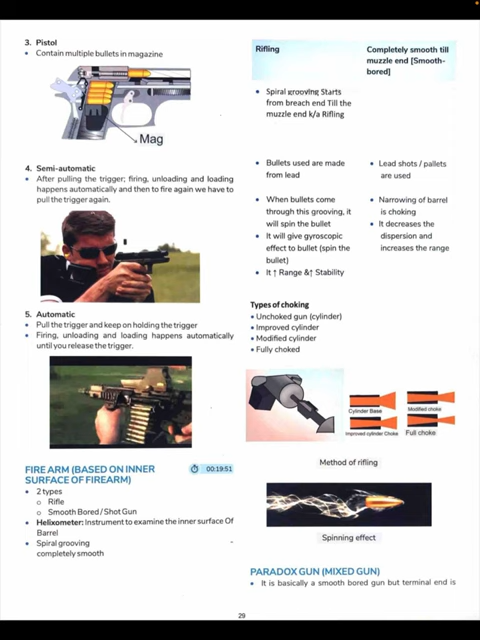 3. Pistol
• Contain multiple bullets in magazine
Mag
4. Semi-automatic
• After pulling the trigger; firing, unloading and loading
happens automatically and then to fire again we have to
pull the trigger again.
5. Automatic
• Pull the trigger and keep on holding the trigger
• Firing, unloading and loading happens automatically
until you release the trigger.
FIRE ARM (BASED ON INNER
SURFACE OF FIREARM)
00:19:51
• 2 types
o Rifle
o Smooth Bored/Shot Gun
• Helixometer: Instrument to examine the inner surface Of
Barrel
• Spiral grooving -
completely smooth
Rifling
Completely smooth till
muzzle end [Smooth-
bored]
• Spiral grooving Starts
from breach end Till the
muzzle end k/a Rifling
• Bullets used are made
from lead
• Lead shots / pallets
are used
• When bullets come
through this grooving, it
will spin the bullet
• It will give gyroscopic
effect to bullet (spin the
bullet)
• It ↑ Range &↑ Stability
• Narrowing of barrel
is choking
• It decreases the
dispersion and
increases the range
Types of choking
• Unchoked gun (cylinder)
• Improved cylinder
• Modified cylinder
• Fully choked
Cylinder Base
Modified choke
Improved cylinder Choke
Full choke
Method of rifling
Spinning effect
PARADOX GUN (MIXED GUN)
• It is basically a smooth bored gun but terminal end is
29